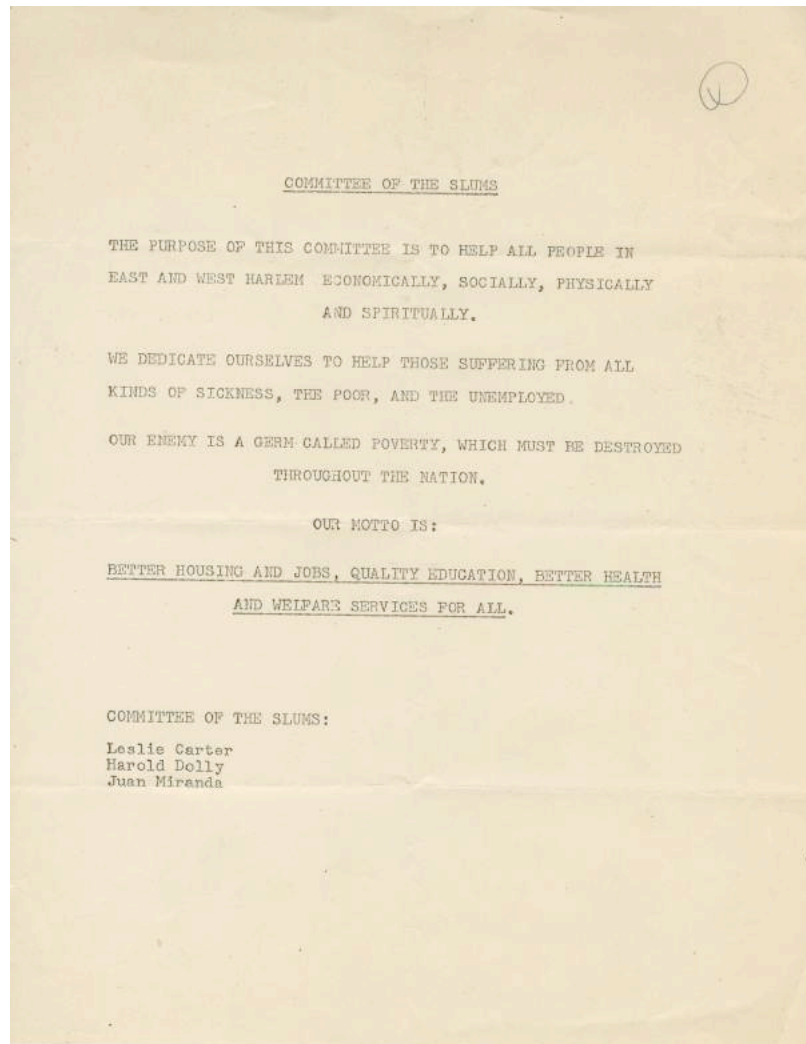 COMMITTEE OF THE SLUMS
THE PURPOSE OF THIS COMMITTEE IS TO HELP ALL PEOPLE IN
EAST AND WEST HARLEM ECONOMICALLY, SOCIALLY, PHYSICALLY
AND SPIRITUALLY.
WE DEDICATE OURSELVES TO HELP THOSE SUFFERING FROM ALL
KINDS OF SICKNESS, THE POOR, AND THE UNEMPLOYED.
OUR ENEMY IS A GERM CALLED POVERTY, WHICH MUST BE DESTROYED
THROUGHOUT THE NATION.
OUR MOTTO IS:
BETTER HOUSING AND JOBS, QUALITY EDUCATION, BETTER HEALTH
AND WELFARE SERVICES FOR ALL.
COMMITTEE OF THE SLUMS:
Leslie Carter
Harold Dolly
Juan Miranda